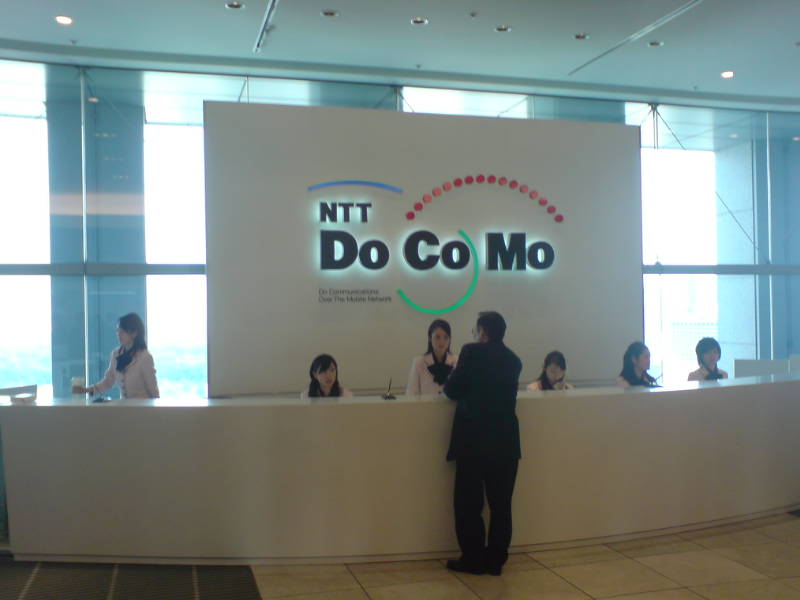 NTT
Do Co Mo
Do Communications
Over The Mobile Network